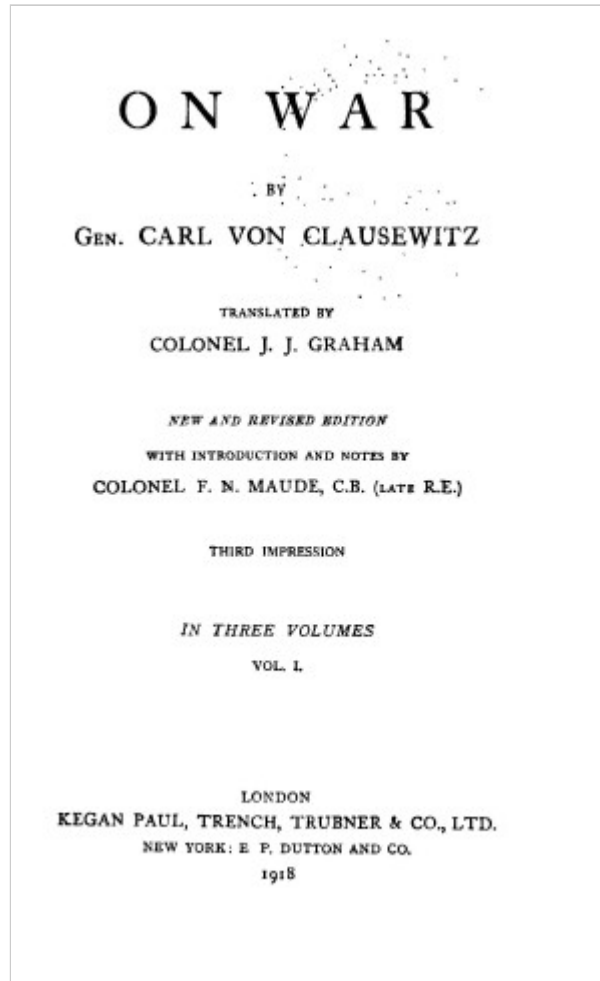 ON WAR
BY
GEN. CARL VON CLAUSEWITZ
TRANSLATED BY
COLONEL J. J. GRAHAM
NEW AND REVISED EDITION
WITH INTRODUCTION AND NOTES BY
COLONEL F. N. MAUDE, C.B. (LATE R.E.)
THIRD IMPRESSION
IN THREE VOLUMES
VOL. I.
LONDON
KEGAN PAUL, TRENCH, TRUBNER & CO., LTD.
NEW YORK: E P. DUTTON AND CO.
1918